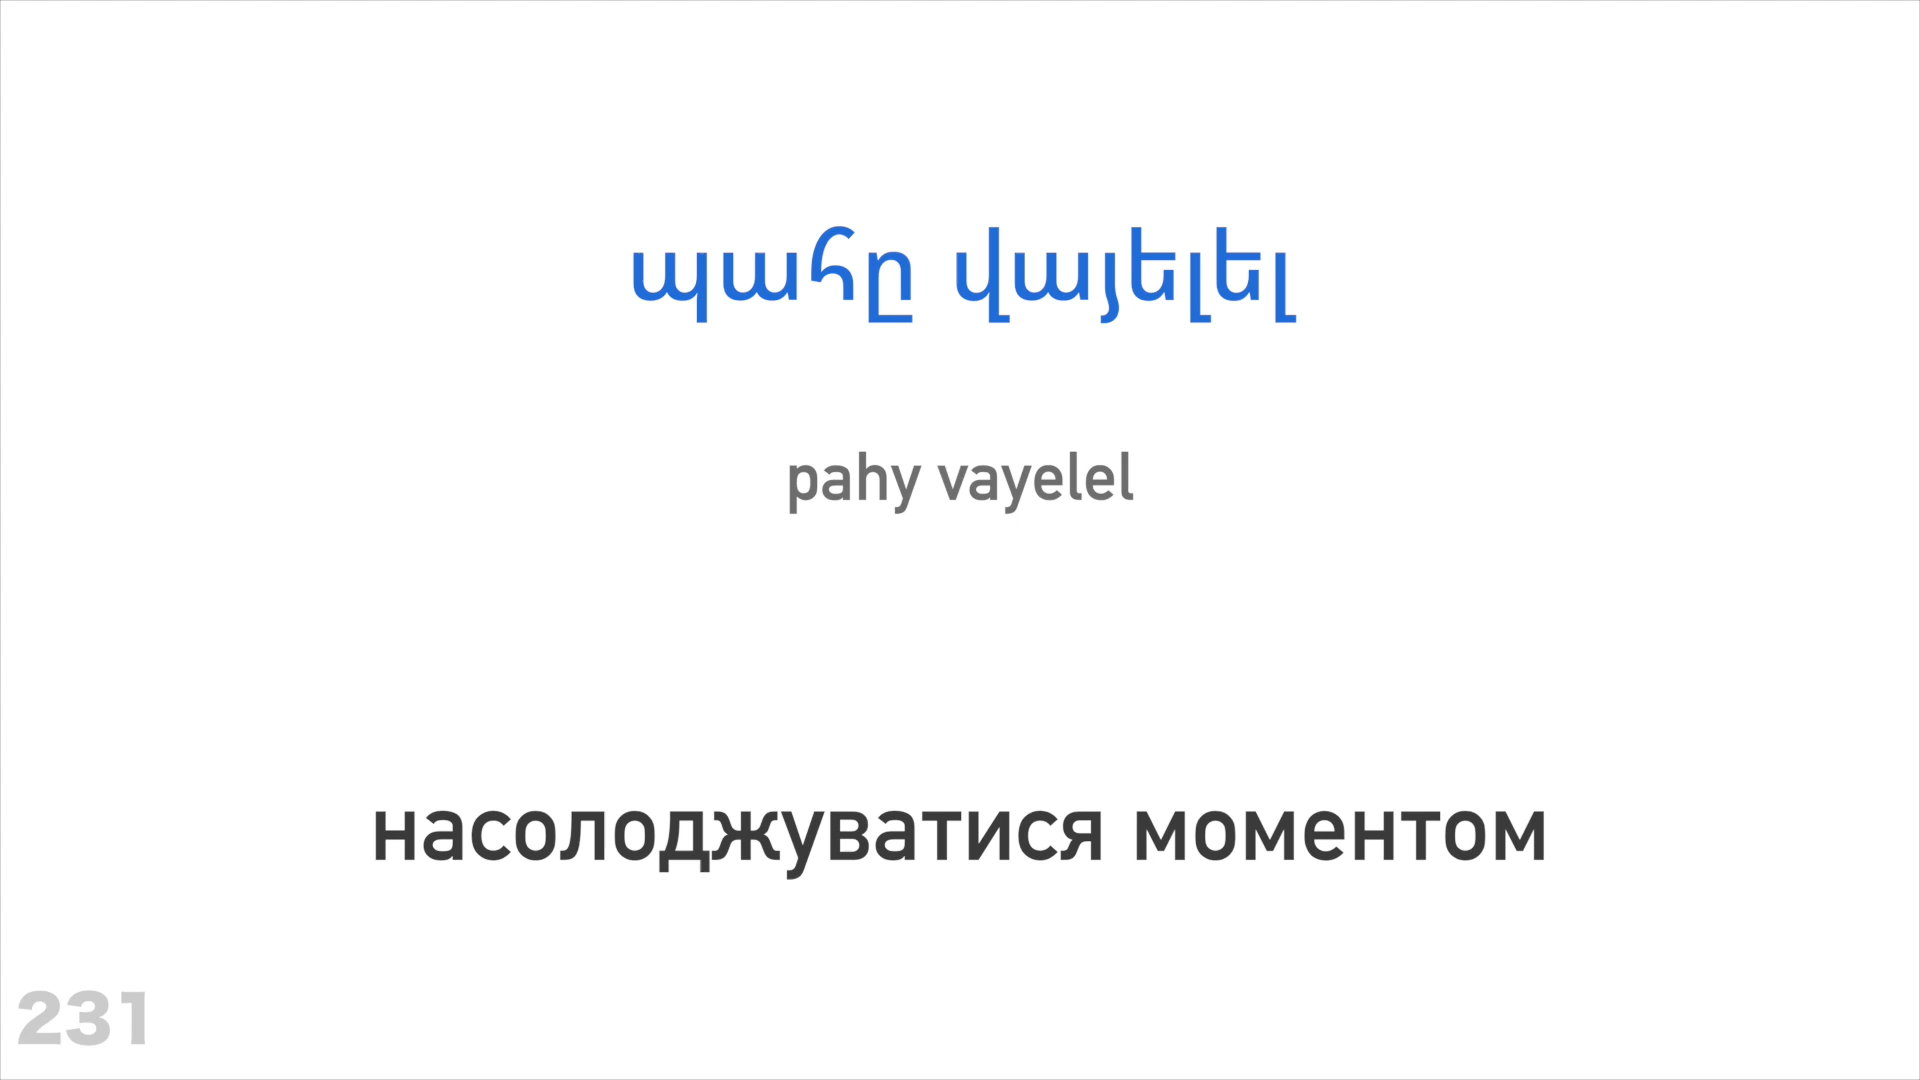 պահը վայելել
pahy vayelel
насолоджуватися моментом
231